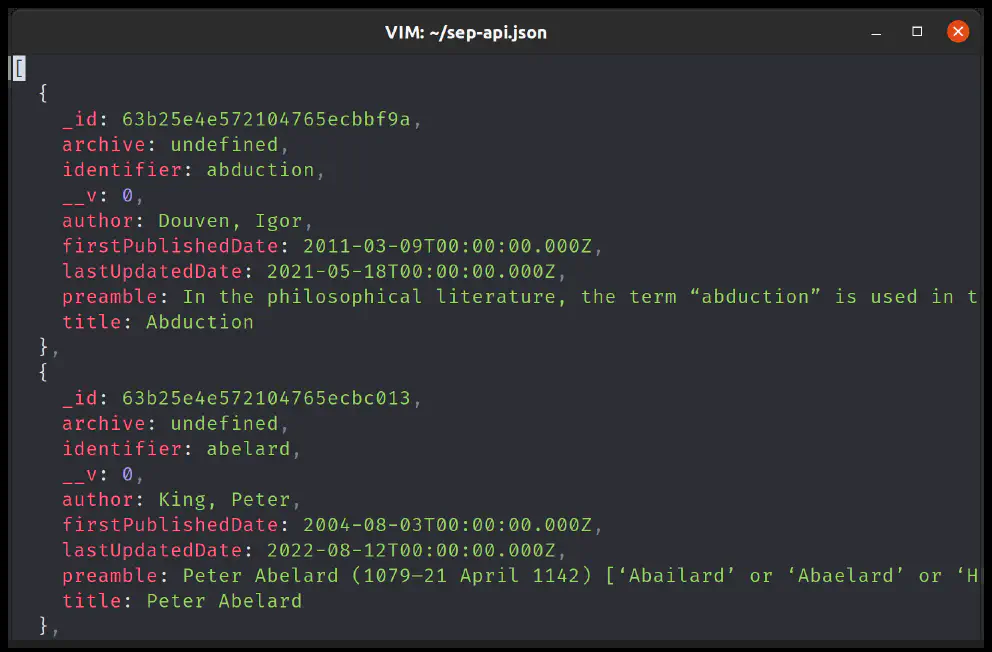 VIM: ~/sep-api.json
[
{
_id: 63b25e4e572104765ecbbf9a,
archive: undefined,
identifier: abduction,
__v: 0,
author: Douven, Igor,
firstPublishedDate: 2011-03-09T00:00:00.000Z,
lastUpdatedDate: 2021-05-18T00:00:00.000Z,
preamble: In the philosophical literature, the term “abduction” is used in t
title: Abduction
},
{
_id: 63b25e4e572104765ecbc013,
archive: undefined,
identifier: abelard,
__v: 0,
author: King, Peter,
firstPublishedDate: 2004-08-03T00:00:00.000Z,
lastUpdatedDate: 2022-08-12T00:00:00.000Z,
preamble: Peter Abelard (1079–21 April 1142) [‘Abailard’ or ‘Abaelard’ or ‘H
title: Peter Abelard
},